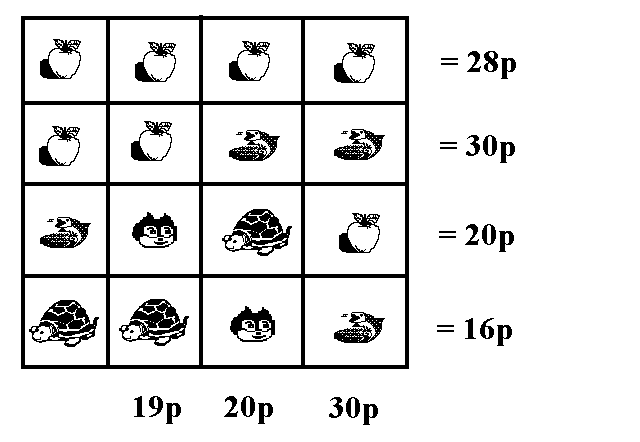 = 28p
= 30p
= 20p
= 16p
19p 20p 30p